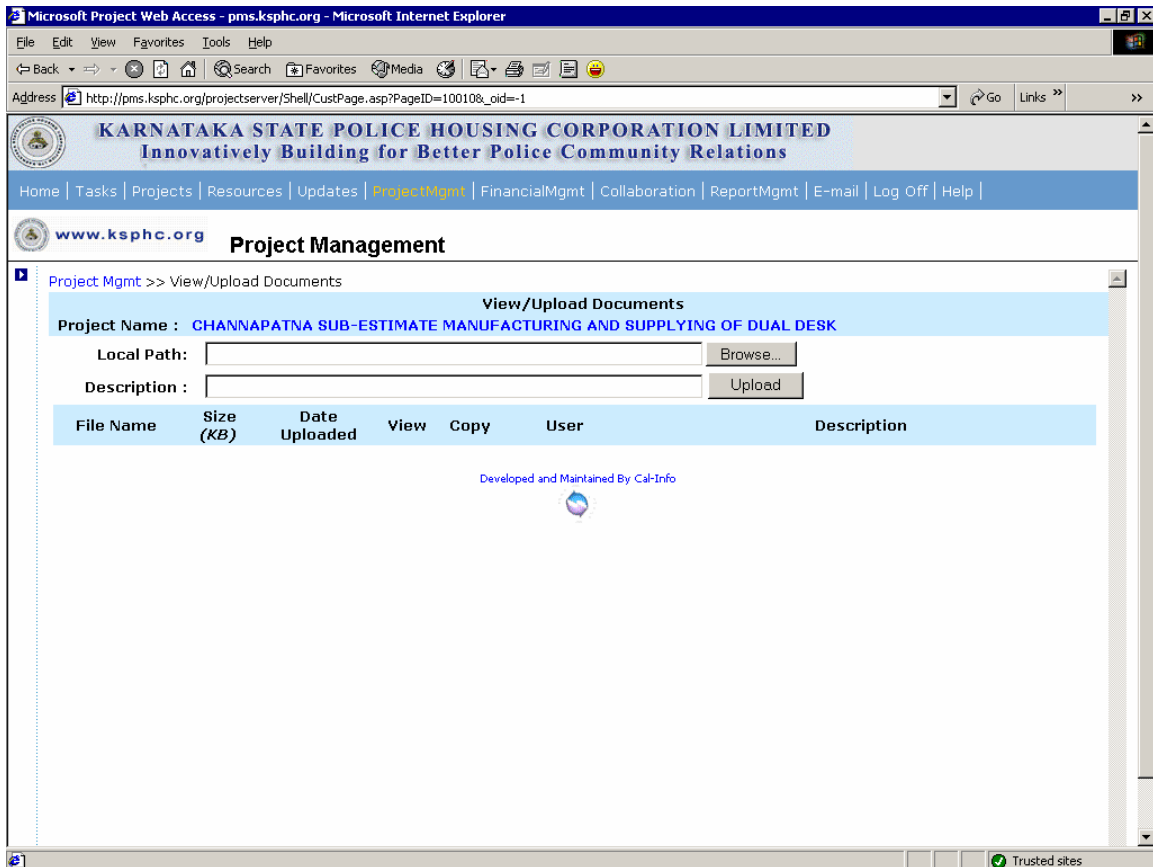 Microsoft Project Web Access - pms.ksphc.org - Microsoft Internet Explorer
File Edit View Favorites Tools Help
Back Search Favorites Media
Address http://pms.ksphc.org/projectserver/Shell/CustPage.asp?PageID=10010&_oid=-1 Go Links »
KARNATAKA STATE POLICE HOUSING CORPORATION LIMITED
Innovatively Building for Better Police Community Relations
Home | Tasks | Projects | Resources | Updates | ProjectMgmt | FinancialMgmt | Collaboration | ReportMgmt | E-mail | Log Off | Help |
www.ksphc.org Project Management
Project Mgmt >> View/Upload Documents
View/Upload Documents
Project Name : CHANNAPATNA SUB-ESTIMATE MANUFACTURING AND SUPPLYING OF DUAL DESK
Local Path: Browse...
Description : Upload
File Name Size (KB) Date Uploaded View Copy User Description
Developed and Maintained By Cal-Info
Trusted sites